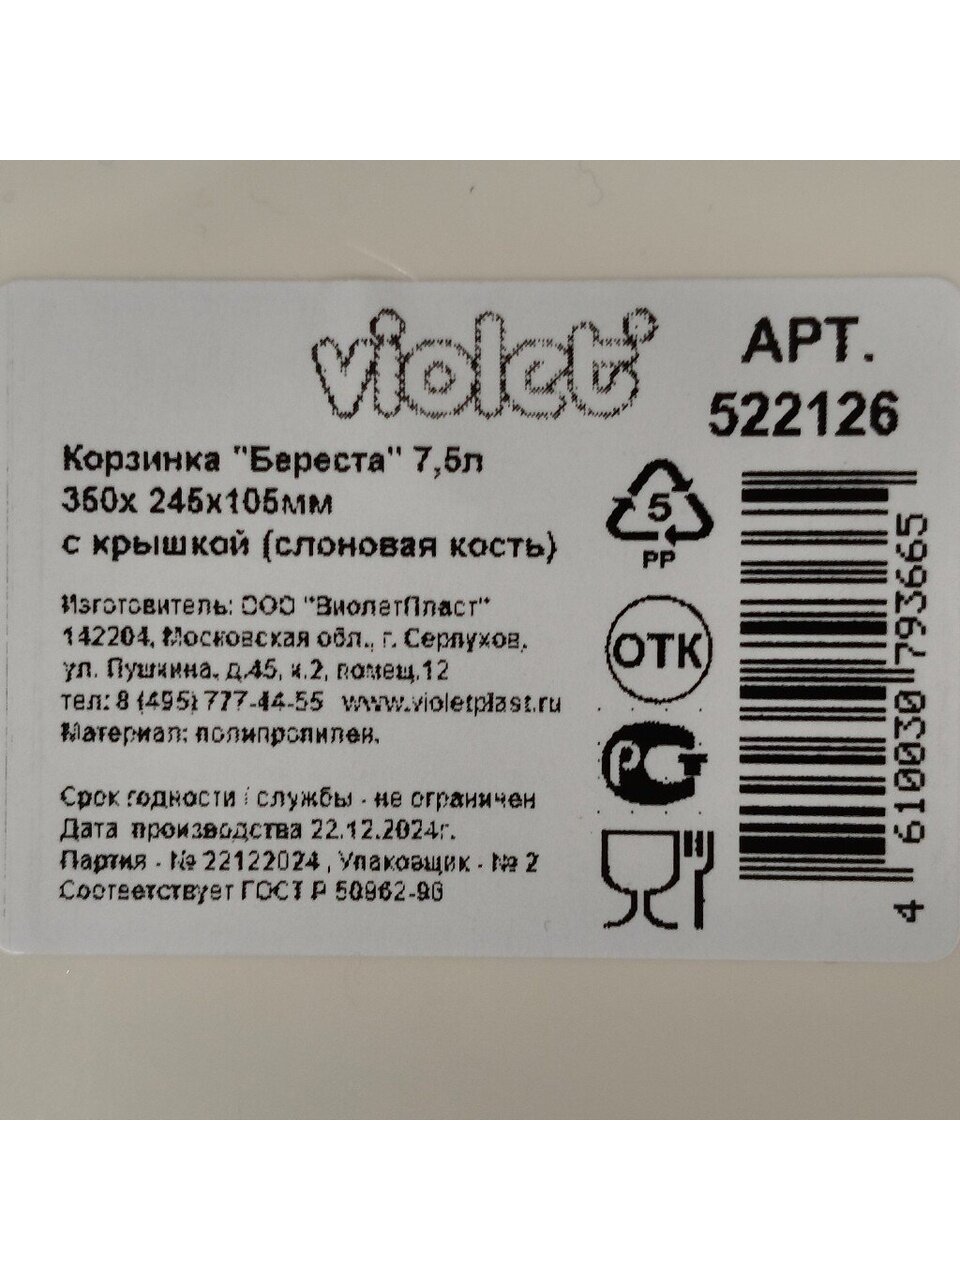 violet
АРТ.
522126
Корзинка "Береста" 7,5л
350х 245х105мм
с крышкой (слоновая кость)
5
PP
Изготовитель: ООО "ВиолетПласт"
142204, Московская обл., г. Серпухов,
ул. Пушкина, д.45, к.2, помещ.12
тел: 8 (495) 777-44-55 www.violetplast.ru
Материал: полипропилен.
ОТК
РСТ
Срок годности / службы - не ограничен
Дата производства 22.12.2024г.
Партия - № 22122024 , Упаковщик - № 2
Соответствует ГОСТ Р 50962-96
4 610030 793665